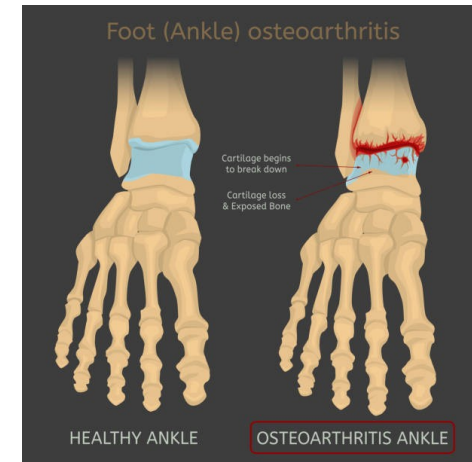 Foot (Ankle) osteoarthritis
Cartilage begins
to break down
Cartilage loss
& Exposed Bone
HEALTHY ANKLE
OSTEOARTHRITIS ANKLE